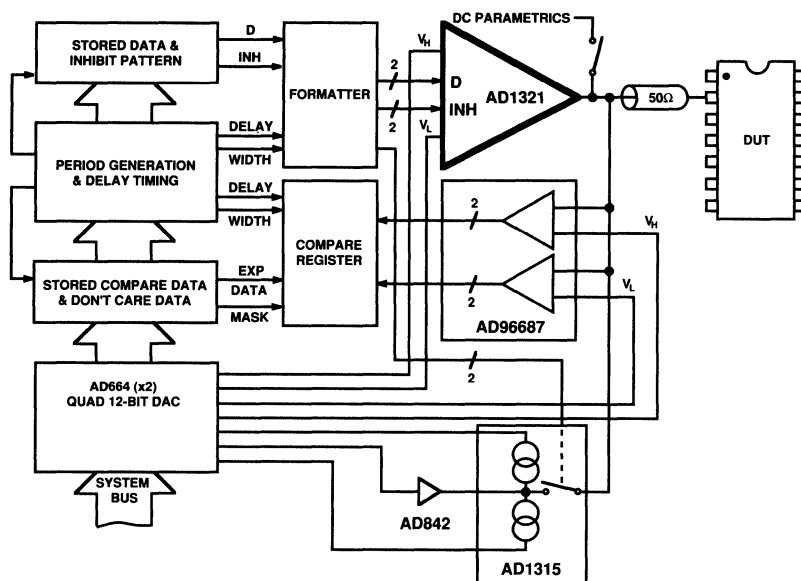 DC PARAMETRICS
STORED DATA &
INHIBIT PATTERN
D
INH
FORMATTER
2
2
V_H
D
INH
V_L
AD1321
50Ω
DUT
PERIOD GENERATION
& DELAY TIMING
DELAY
WIDTH
DELAY
WIDTH
COMPARE
REGISTER
2
2
V_H
V_L
AD96687
STORED COMPARE DATA
& DON'T CARE DATA
EXP
DATA
MASK
2
AD664 (x2)
QUAD 12-BIT DAC
SYSTEM
BUS
AD842
AD1315